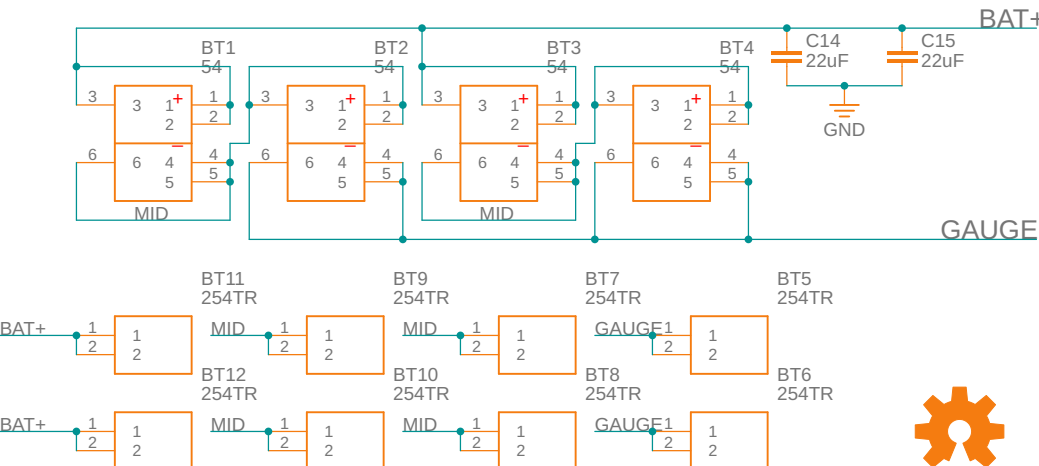 BAT+
BT1 BT2 BT3 BT4 C14 C15
54 54 54 54 22uF 22uF
3 3 1 + 1 3 3 1 + 1 3 3 1 + 1 3 3 1 + 1
2 2 2 2 2 2 2 2
GND
6 6 4 − 4 6 6 4 − 4 6 6 4 − 4 6 6 4 − 4
5 5 5 5 5 5 5 5
MID MID
GAUGE
BT11 BT9 BT7 BT5
254TR 254TR 254TR 254TR
BAT+ 1 1 MID 1 1 MID 1 1 GAUGE 1 1
2 2 2 2 2 2 2 2
BT12 BT10 BT8 BT6
254TR 254TR 254TR 254TR
BAT+ 1 1 MID 1 1 MID 1 1 GAUGE 1 1
2 2 2 2 2 2 2 2